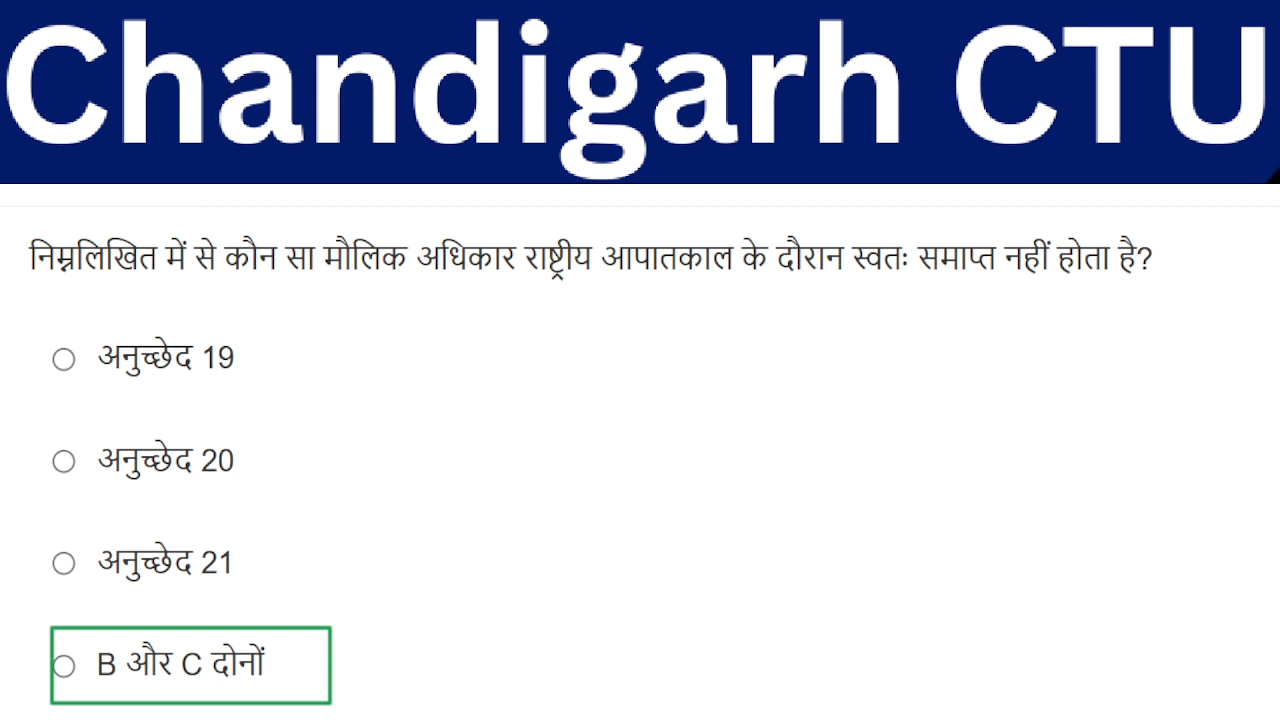 Chandigarh CTU
निम्नलिखित में से कौन सा मौलिक अधिकार राष्ट्रीय आपातकाल के दौरान स्वतः समाप्त नहीं होता है?
अनुच्छेद 19
अनुच्छेद 20
अनुच्छेद 21
B और C दोनों